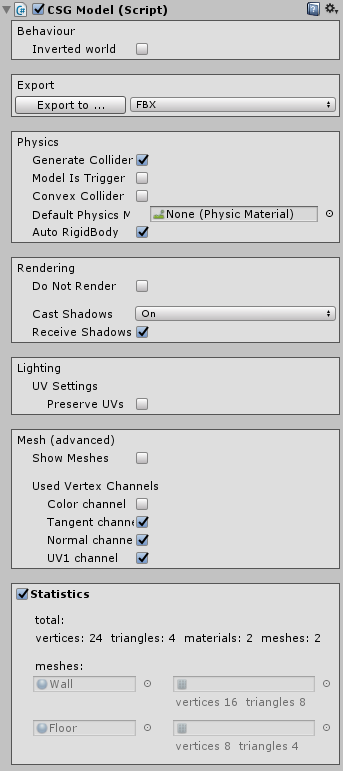 CSG Model (Script)
Behaviour
Inverted world
Export
Export to ... FBX
Physics
Generate Collider
Model Is Trigger
Convex Collider
Default Physics M None (Physic Material)
Auto RigidBody
Rendering
Do Not Render
Cast Shadows On
Receive Shadows
Lighting
UV Settings
Preserve UVs
Mesh (advanced)
Show Meshes
Used Vertex Channels
Color channel
Tangent channe
Normal channe
UV1 channel
Statistics
total:
vertices: 24 triangles: 4 materials: 2 meshes: 2
meshes:
Wall
vertices 16 triangles 8
Floor
vertices 8 triangles 4